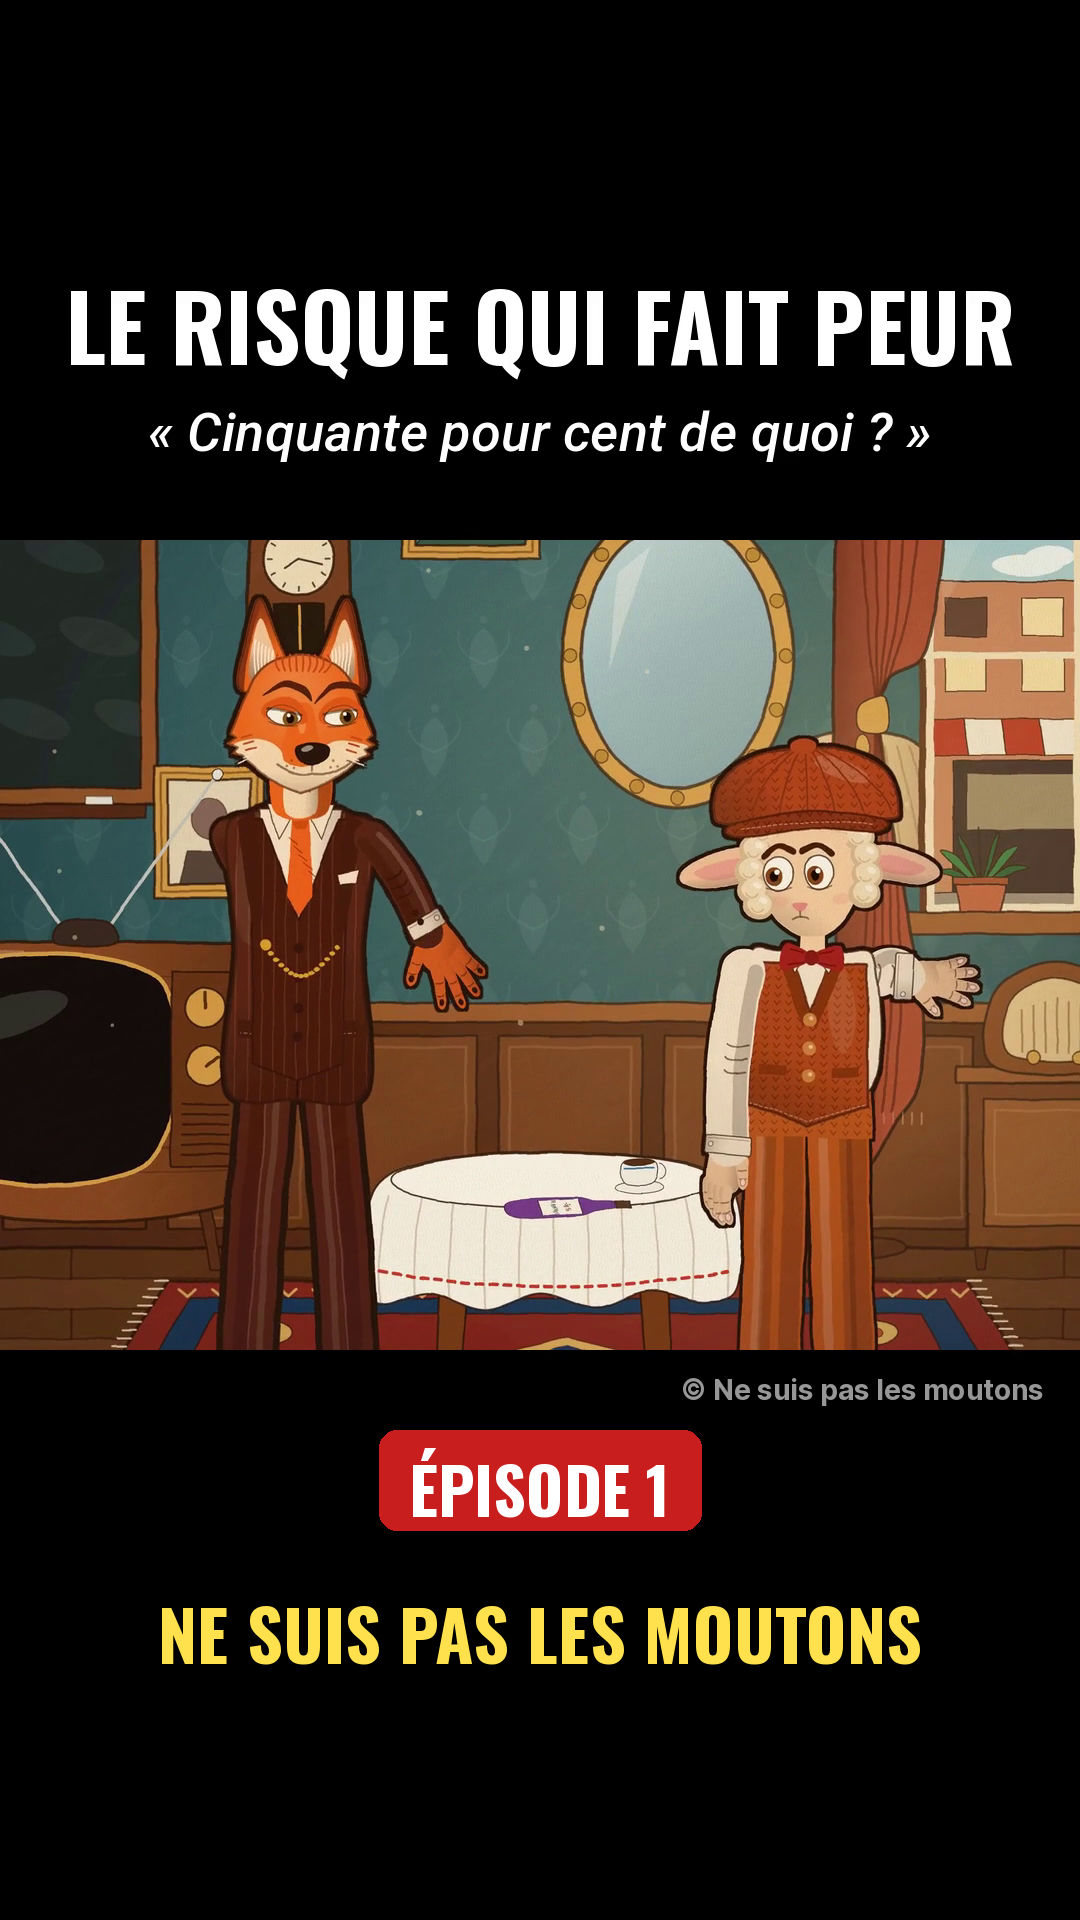 LE RISQUE QUI FAIT PEUR
« Cinquante pour cent de quoi ? »
© Ne suis pas les moutons
ÉPISODE 1
NE SUIS PAS LES MOUTONS